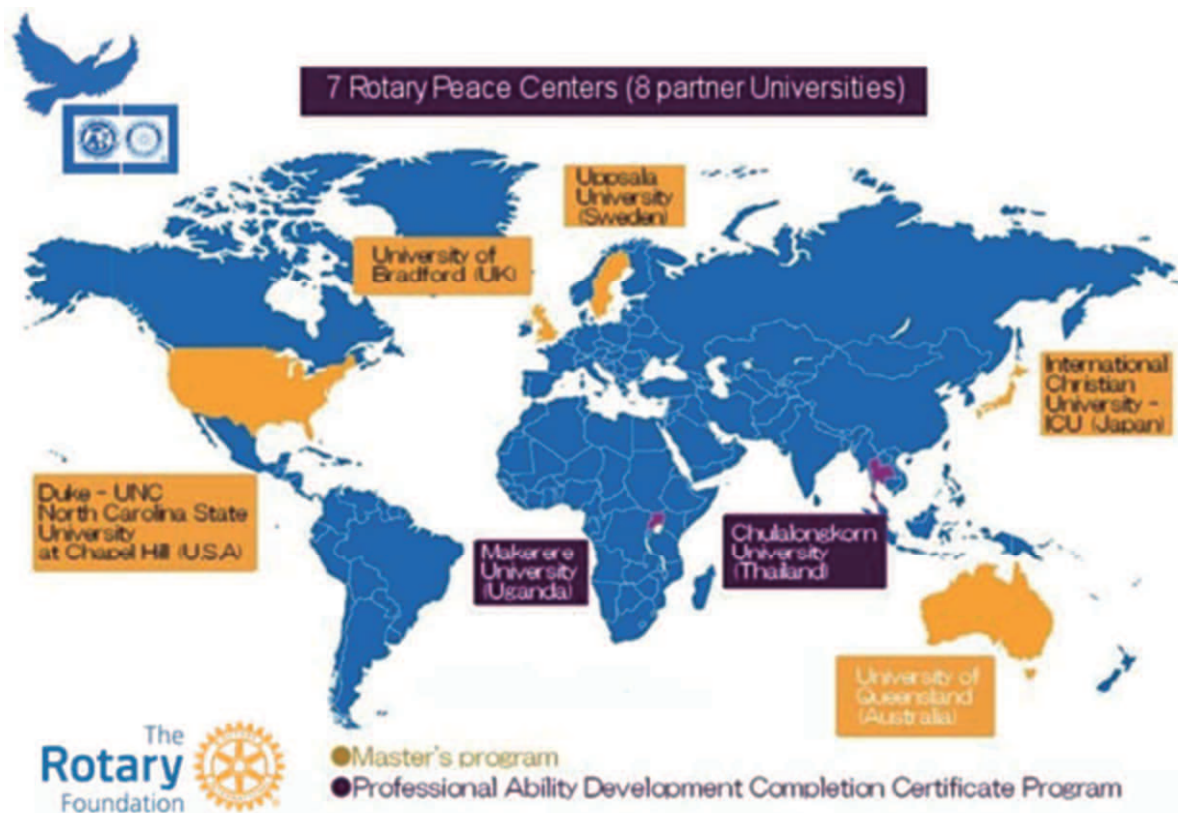 7 Rotary Peace Centers (8 partner Universities)
Uppsala
University
(Sweden)
University of
Bradford (UK)
International
Christian
University -
ICU (Japan)
Duke - UNC
North Carolina State
University
at Chapel Hill (U.S.A)
Makerere
University
(Uganda)
Chulalongkorn
University
(Thailand)
University of
Queensland
(Australia)
The
Rotary
Foundation
Master's program
Professional Ability Development Completion Certificate Program